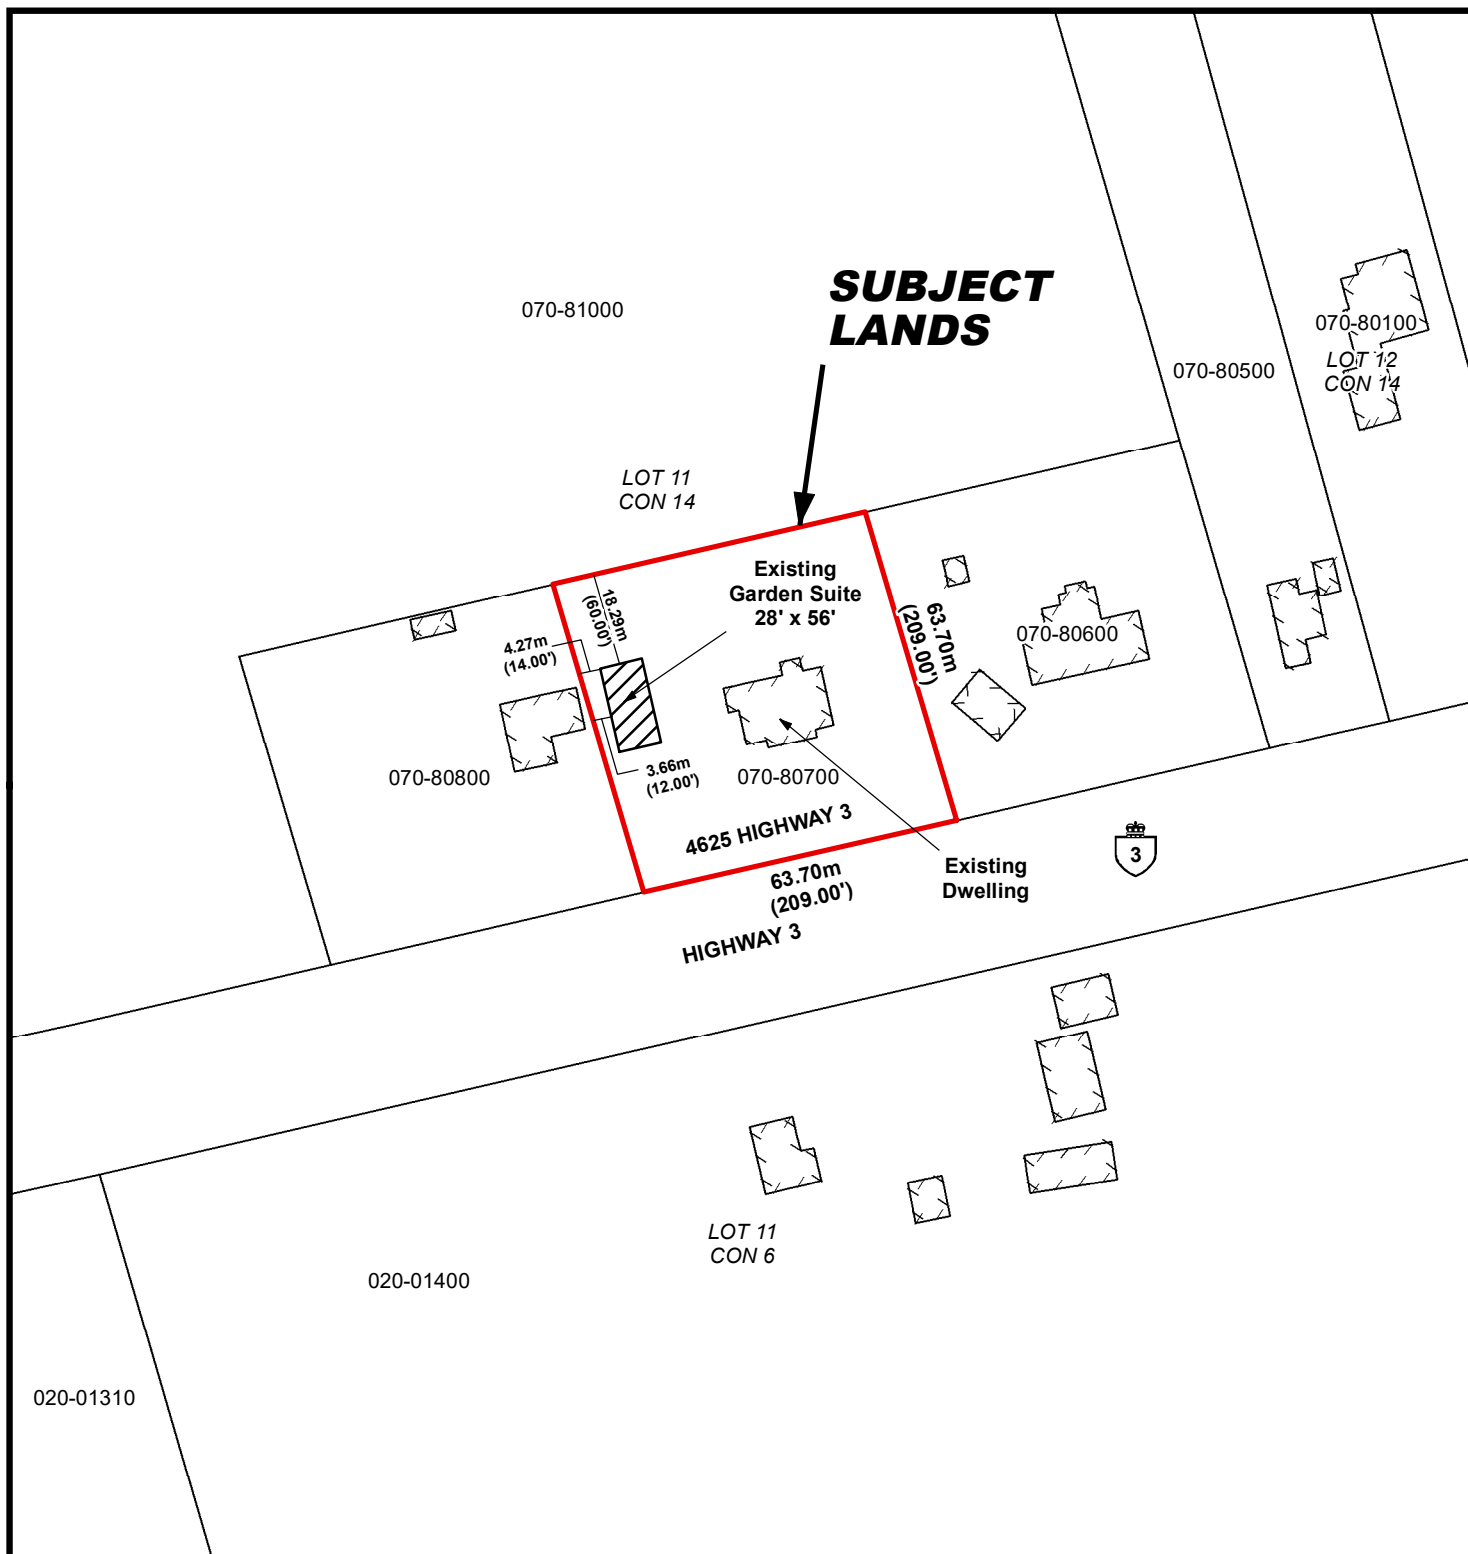 SUBJECT
LANDS
070-81000
070-80100
LOT 12
CON 14
070-80500
LOT 11
CON 14
Existing
Garden Suite
28' x 56'
18.29m
(60.00')
4.27m
(14.00')
63.70m
(209.00')
070-80600
3.66m
(12.00')
070-80700
070-80800
4625 HIGHWAY 3
3
63.70m
(209.00')
Existing
Dwelling
HIGHWAY 3
LOT 11
CON 6
020-01400
020-01310